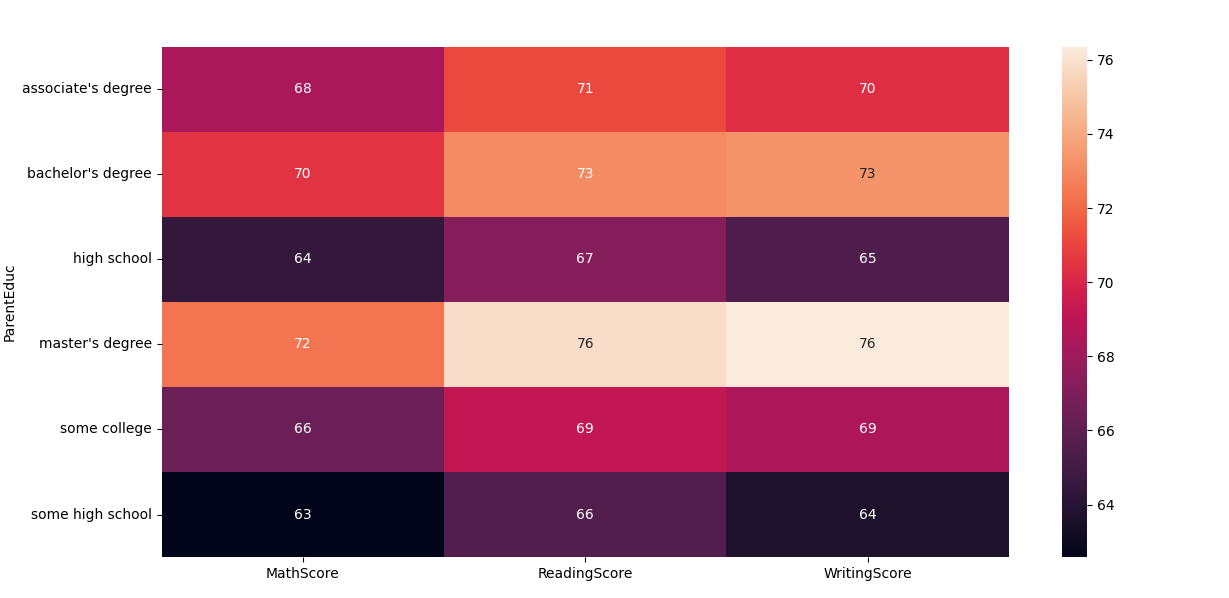 ParentEduc
associate's degree 68 71 70
bachelor's degree 70 73 73
high school 64 67 65
master's degree 72 76 76
some college 66 69 69
some high school 63 66 64
MathScore ReadingScore WritingScore
76
74
72
70
68
66
64